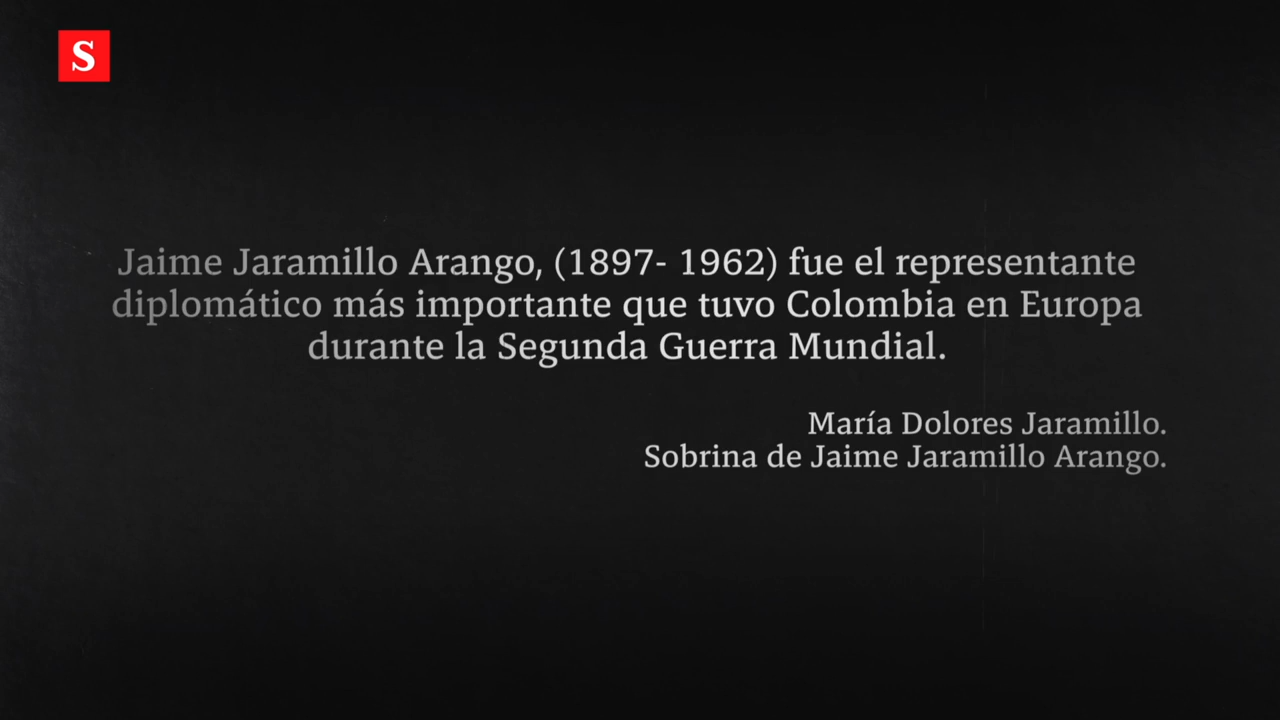 S
Jaime Jaramillo Arango, (1897- 1962) fue el representante
diplomático más importante que tuvo Colombia en Europa
durante la Segunda Guerra Mundial.
María Dolores Jaramillo.
Sobrina de Jaime Jaramillo Arango.